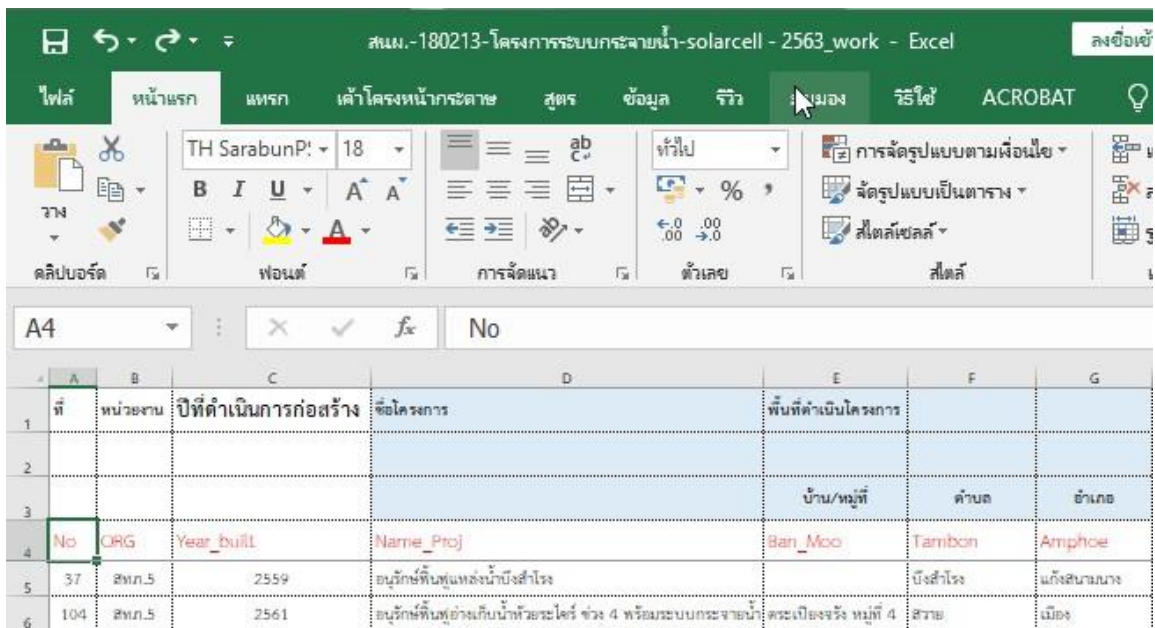 สนผ.-180213-โครงการระบบกระจายน้ำ-solarcell - 2563_work - Excel
ลงชื่อเข้
ไฟล์ หน้าแรก แทรก เค้าโครงหน้ากระดาษ สูตร ข้อมูล รีวิว มุมมอง วิธีใช้ ACROBAT
TH SarabunP! 18 ab ทั่วไป การจัดรูปแบบตามเงื่อนไข
B I U A A % , จัดรูปแบบเป็นตาราง
วาง A .00 .00 สไตล์เซลล์
คลิปบอร์ด ฟอนต์ การจัดแนว ตัวเลข สไตล์
A4 fx No
A B C D E F G
1 ที่ หน่วยงาน ปีที่ดำเนินการก่อสร้าง ชื่อโครงการ พื้นที่ดำเนินโครงการ
2
3 บ้าน/หมู่ที่ ตำบล อำเภอ
4 No ORG Year_built Name_Proj Ban_Moo Tambon Amphoe
5 37 สทภ.5 2559 อนุรักษ์ฟื้นฟูแหล่งน้ำบึงสำโรง บึงสำโรง แก้งสนามนาง
6 104 สทภ.5 2561 อนุรักษ์ฟื้นฟูอ่างเก็บน้ำห้วยระไคร์ ช่วง 4 พร้อมระบบกระจายน้ำ ตระเปียงจรัง หมู่ที่ 4 สวาย เมือง